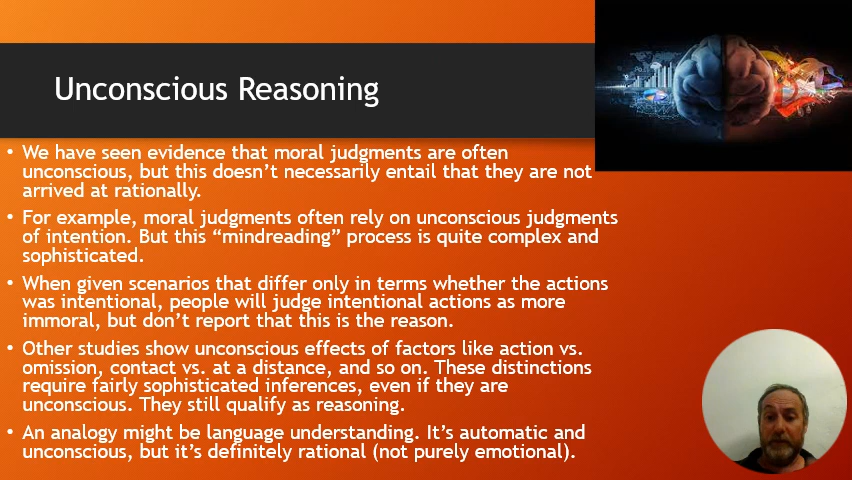 Unconscious Reasoning
• We have seen evidence that moral judgments are often
unconscious, but this doesn't necessarily entail that they are not
arrived at rationally.
• For example, moral judgments often rely on unconscious judgments
of intention. But this "mindreading" process is quite complex and
sophisticated.
• When given scenarios that differ only in terms whether the actions
was intentional, people will judge intentional actions as more
immoral, but don't report that this is the reason.
• Other studies show unconscious effects of factors like action vs.
omission, contact vs. at a distance, and so on. These distinctions
require fairly sophisticated inferences, even if they are
unconscious. They still qualify as reasoning.
• An analogy might be language understanding. It's automatic and
unconscious, but it's definitely rational (not purely emotional).